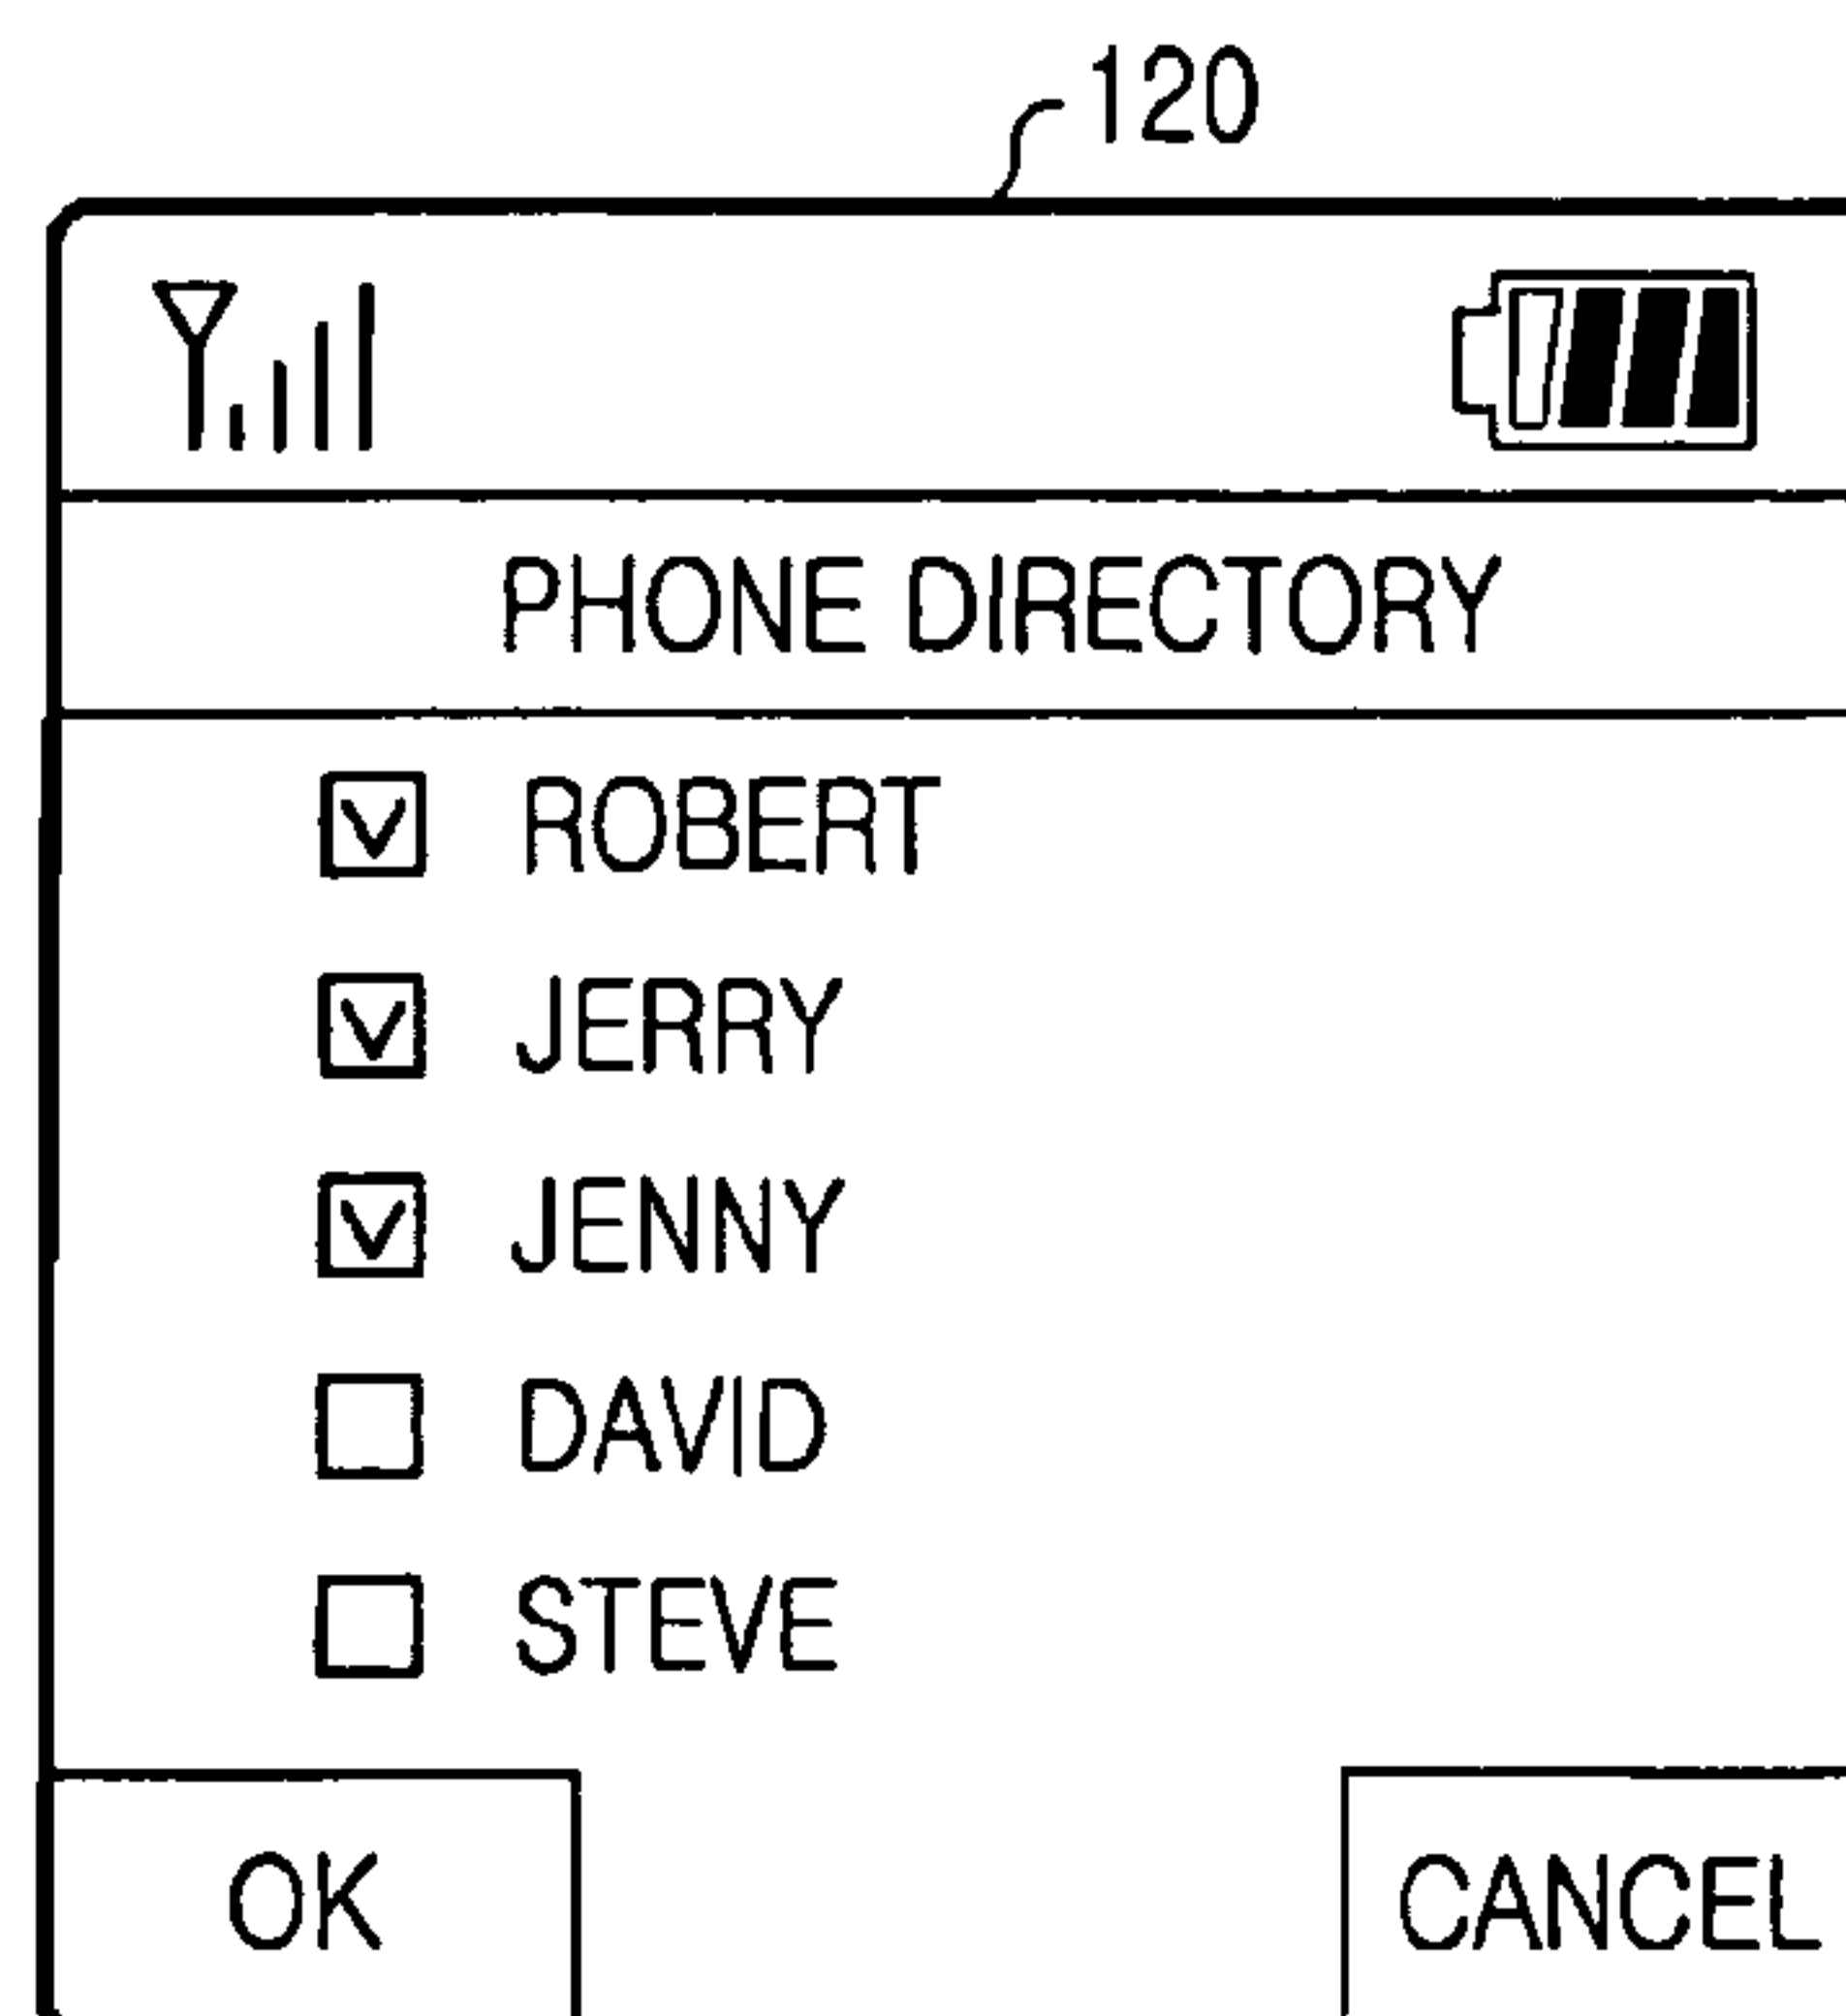 120
PHONE DIRECTORY
ROBERT
JERRY
JENNY
DAVID
STEVE
OK
CANCEL